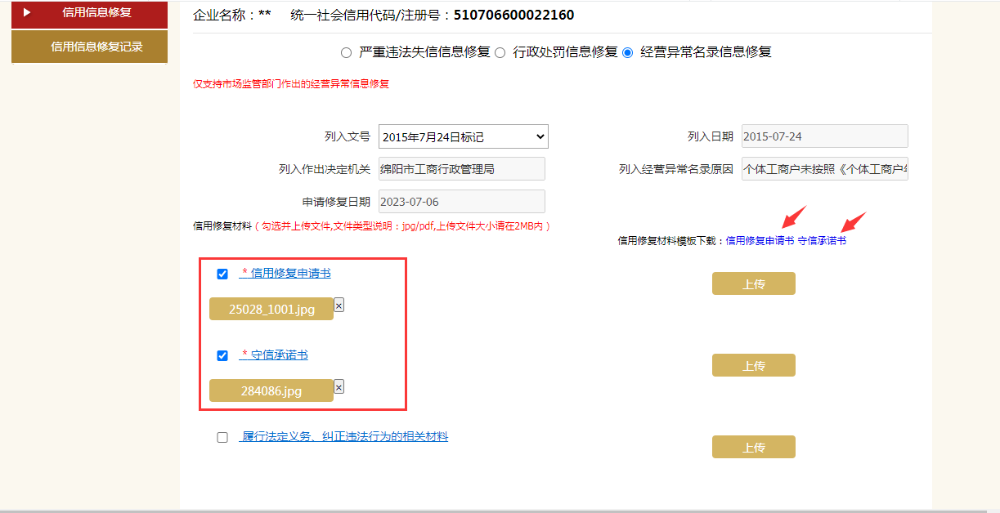 信用信息修复
信用信息修复记录
企业名称：** 统一社会信用代码/注册号：510706600022160
严重违法失信信息修复 行政处罚信息修复 经营异常名录信息修复
仅支持市场监管部门作出的经营异常信息修复
列入文号 2015年7月24日标记 列入日期 2015-07-24
列入作出决定机关 绵阳市工商行政管理局 列入经营异常名录原因 个体工商户未按照《个体工商户
申请修复日期 2023-07-06
信用修复材料（勾选并上传文件,文件类型说明：jpg/pdf,上传文件大小请在2MB内）
信用修复材料模板下载：信用修复申请书 守信承诺书
* 信用修复申请书 上传
25028_1001.jpg x
* 守信承诺书 上传
284086.jpg x
履行法定义务、纠正违法行为的相关材料 上传